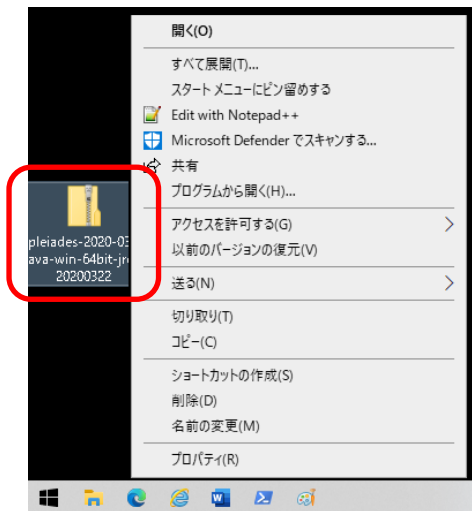 開く(O)
すべて展開(T)...
スタート メニューにピン留めする
Edit with Notepad++
Microsoft Defender でスキャンする...
共有
プログラムから開く(H)...
アクセスを許可する(G)
以前のバージョンの復元(V)
送る(N)
切り取り(T)
コピー(C)
ショートカットの作成(S)
削除(D)
名前の変更(M)
プロパティ(R)
pleiades-2020-03
ava-win-64bit-jr
20200322